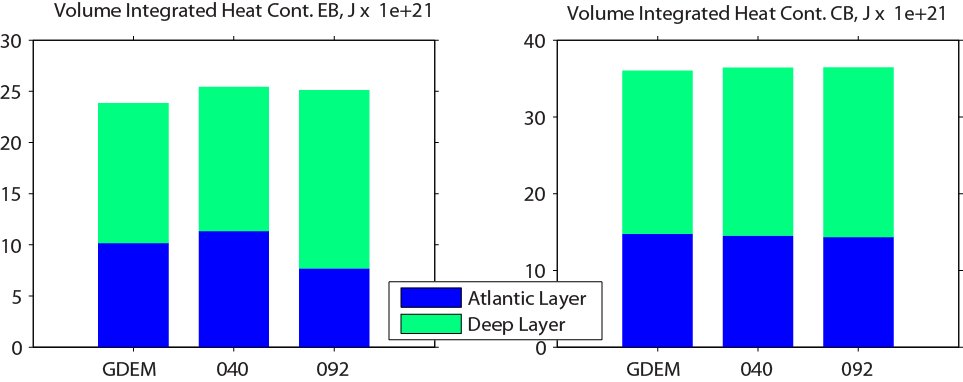 Volume Integrated Heat Cont. EB, J x 1e+21
30
25
20
15
10
5
0
GDEM 040 092
Volume Integrated Heat Cont. CB, J x 1e+21
40
30
20
10
0
GDEM 040 092
Atlantic Layer
Deep Layer